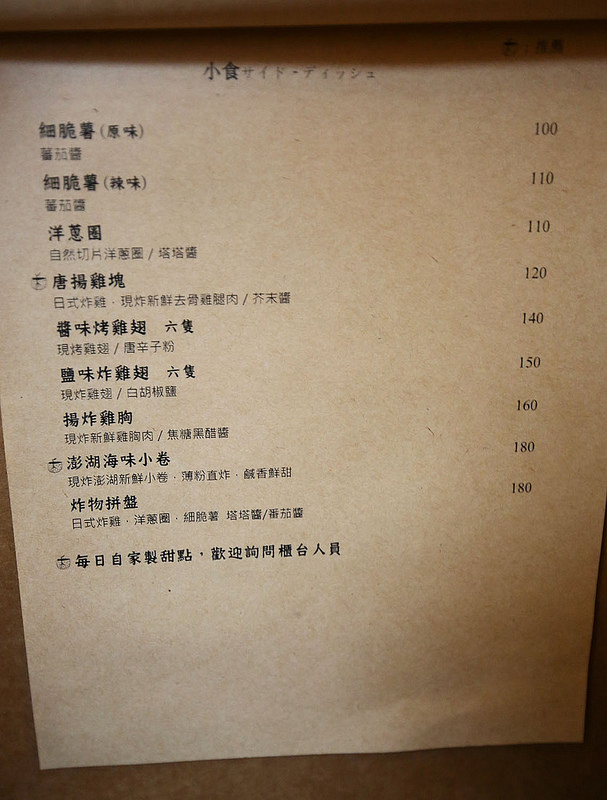 ：推薦
小食サイド・ディッシュ
細脆薯(原味) 100
蕃茄醬
細脆薯(辣味) 110
蕃茄醬
洋蔥圈 110
自然切片洋蔥圈 / 塔塔醬
唐揚雞塊 120
日式炸雞．現炸新鮮去骨雞腿肉 / 芥末醬
醬味烤雞翅 六隻 140
現烤雞翅 / 唐辛子粉
鹽味炸雞翅 六隻 150
現炸雞翅 / 白胡椒鹽
揚炸雞胸 160
現炸新鮮雞胸肉 / 焦糖黑醋醬
澎湖海味小卷 180
現炸澎湖新鮮小卷．薄粉直炸．鹹香鮮甜
炸物拼盤 180
日式炸雞．洋蔥圈．細脆薯 塔塔醬/番茄醬
每日自家製甜點，歡迎詢問櫃台人員